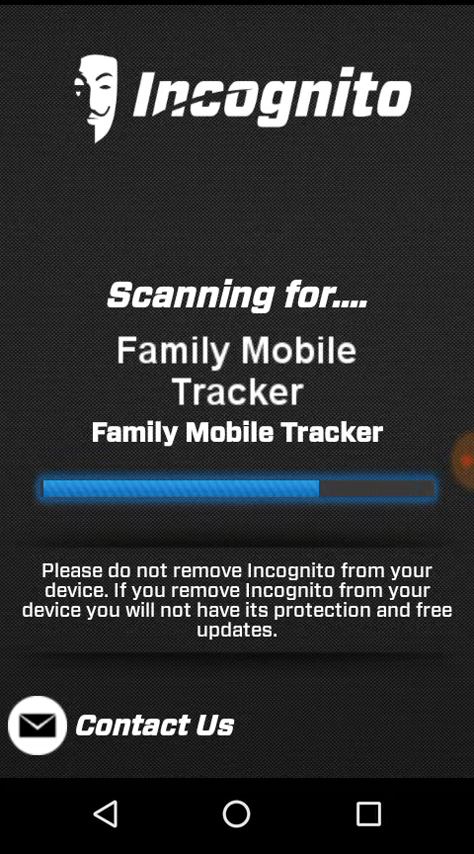 Incognito
Scanning for....
Family Mobile
Tracker
Family Mobile Tracker
Please do not remove Incognito from your
device. If you remove Incognito from your
device you will not have its protection and free
updates.
Contact Us